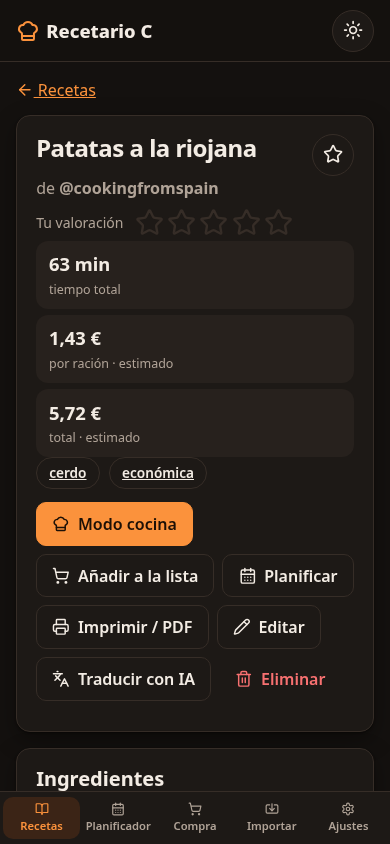 Recetario C
← Recetas
Patatas a la riojana
de @cookingfromspain
Tu valoración
63 min
tiempo total
1,43 €
por ración · estimado
5,72 €
total · estimado
cerdo económica
Modo cocina
Añadir a la lista Planificar
Imprimir / PDF Editar
Traducir con IA Eliminar
Ingredientes
Recetas Planificador Compra Importar Ajustes